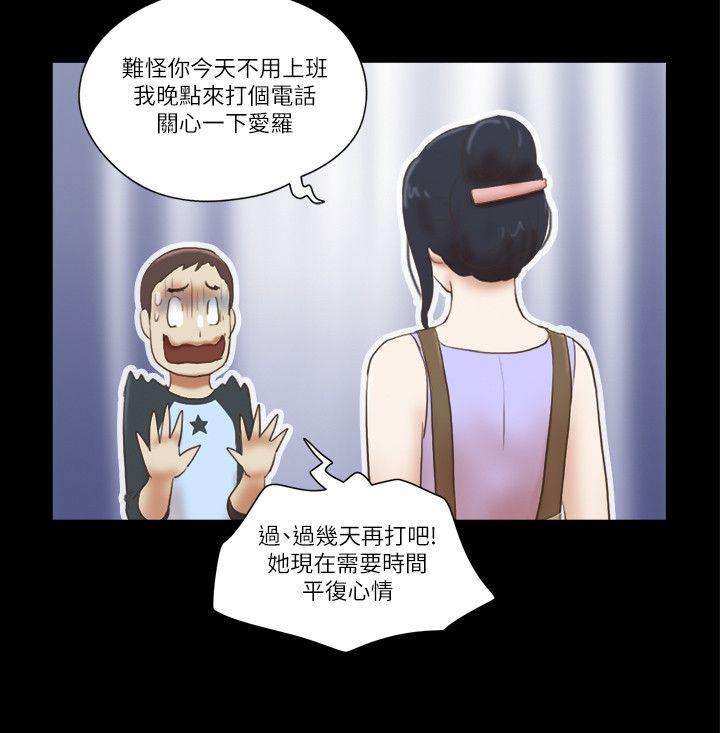 難怪你今天不用上班
我晚點來打個電話
關心一下愛羅
過、過幾天再打吧!
她現在需要時間
平復心情